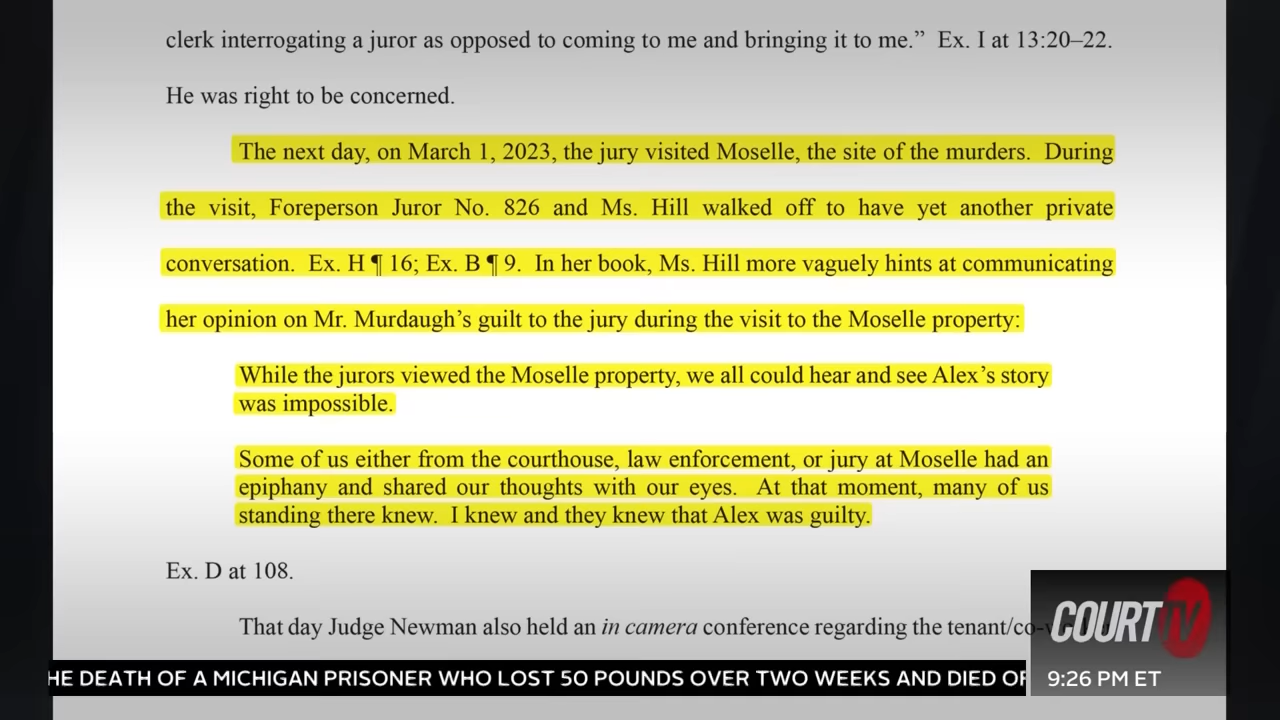 clerk interrogating a juror as opposed to coming to me and bringing it to me.” Ex. I at 13:20–22.
He was right to be concerned.
The next day, on March 1, 2023, the jury visited Moselle, the site of the murders. During
the visit, Foreperson Juror No. 826 and Ms. Hill walked off to have yet another private
conversation. Ex. H ¶ 16; Ex. B ¶ 9. In her book, Ms. Hill more vaguely hints at communicating
her opinion on Mr. Murdaugh’s guilt to the jury during the visit to the Moselle property:
While the jurors viewed the Moselle property, we all could hear and see Alex’s story
was impossible.
Some of us either from the courthouse, law enforcement, or jury at Moselle had an
epiphany and shared our thoughts with our eyes. At that moment, many of us
standing there knew. I knew and they knew that Alex was guilty.
Ex. D at 108.
That day Judge Newman also held an in camera conference regarding the tenant/co-
COURT TV
HE DEATH OF A MICHIGAN PRISONER WHO LOST 50 POUNDS OVER TWO WEEKS AND DIED OF
9:26 PM ET